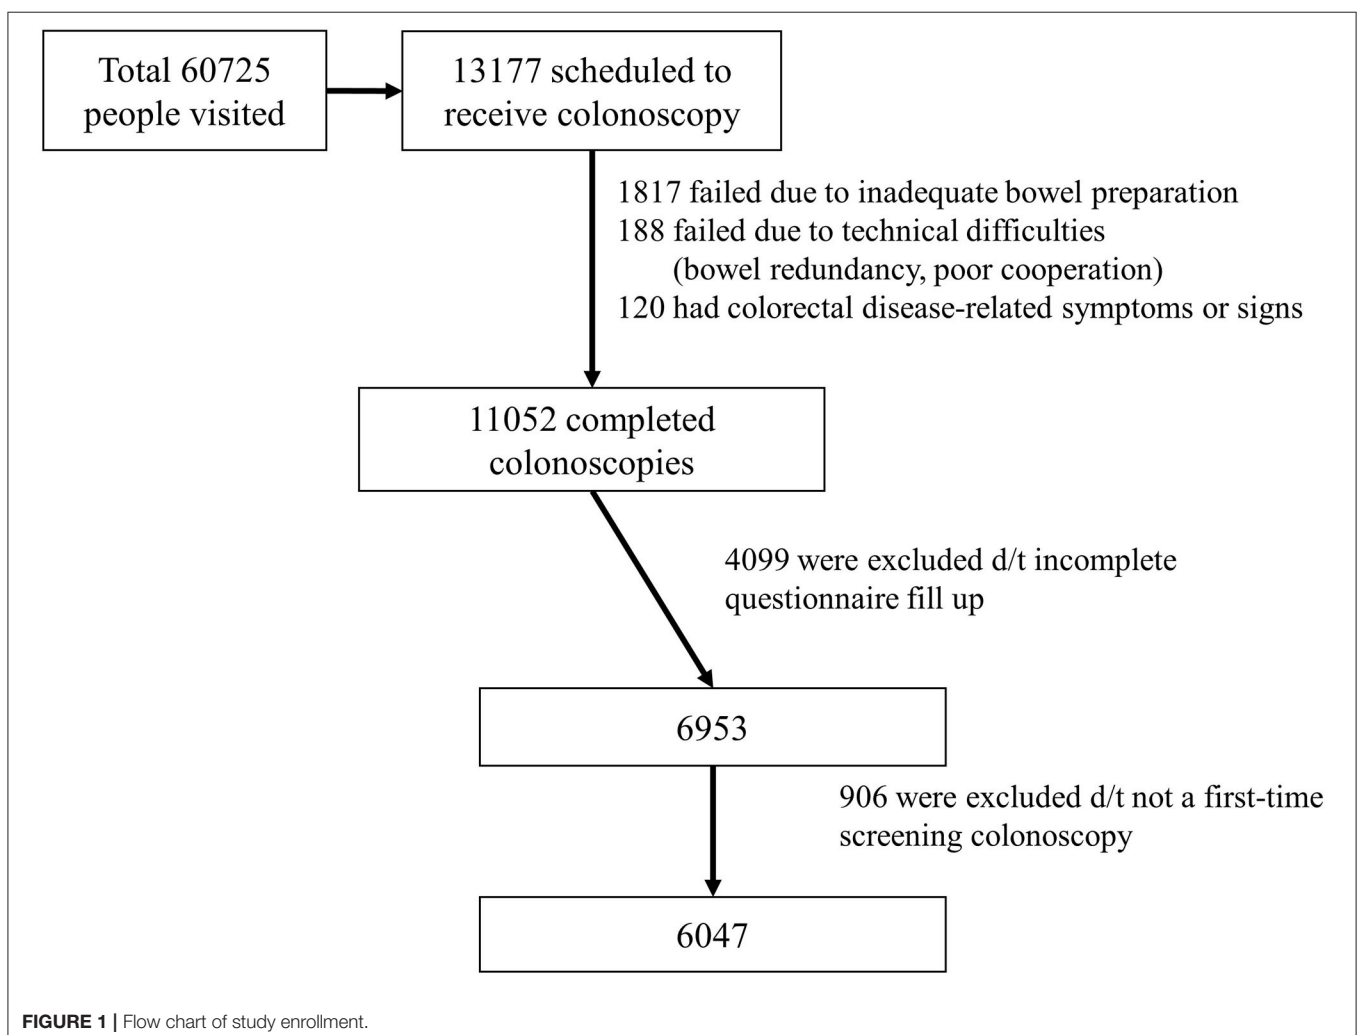 Total 60725
people visited
13177 scheduled to
receive colonoscopy
1817 failed due to inadequate bowel preparation
188 failed due to technical difficulties
(bowel redundancy, poor cooperation)
120 had colorectal disease-related symptoms or signs
11052 completed
colonoscopies
4099 were excluded d/t incomplete
questionnaire fill up
6953
906 were excluded d/t not a first-time
screening colonoscopy
6047
FIGURE 1 | Flow chart of study enrollment.